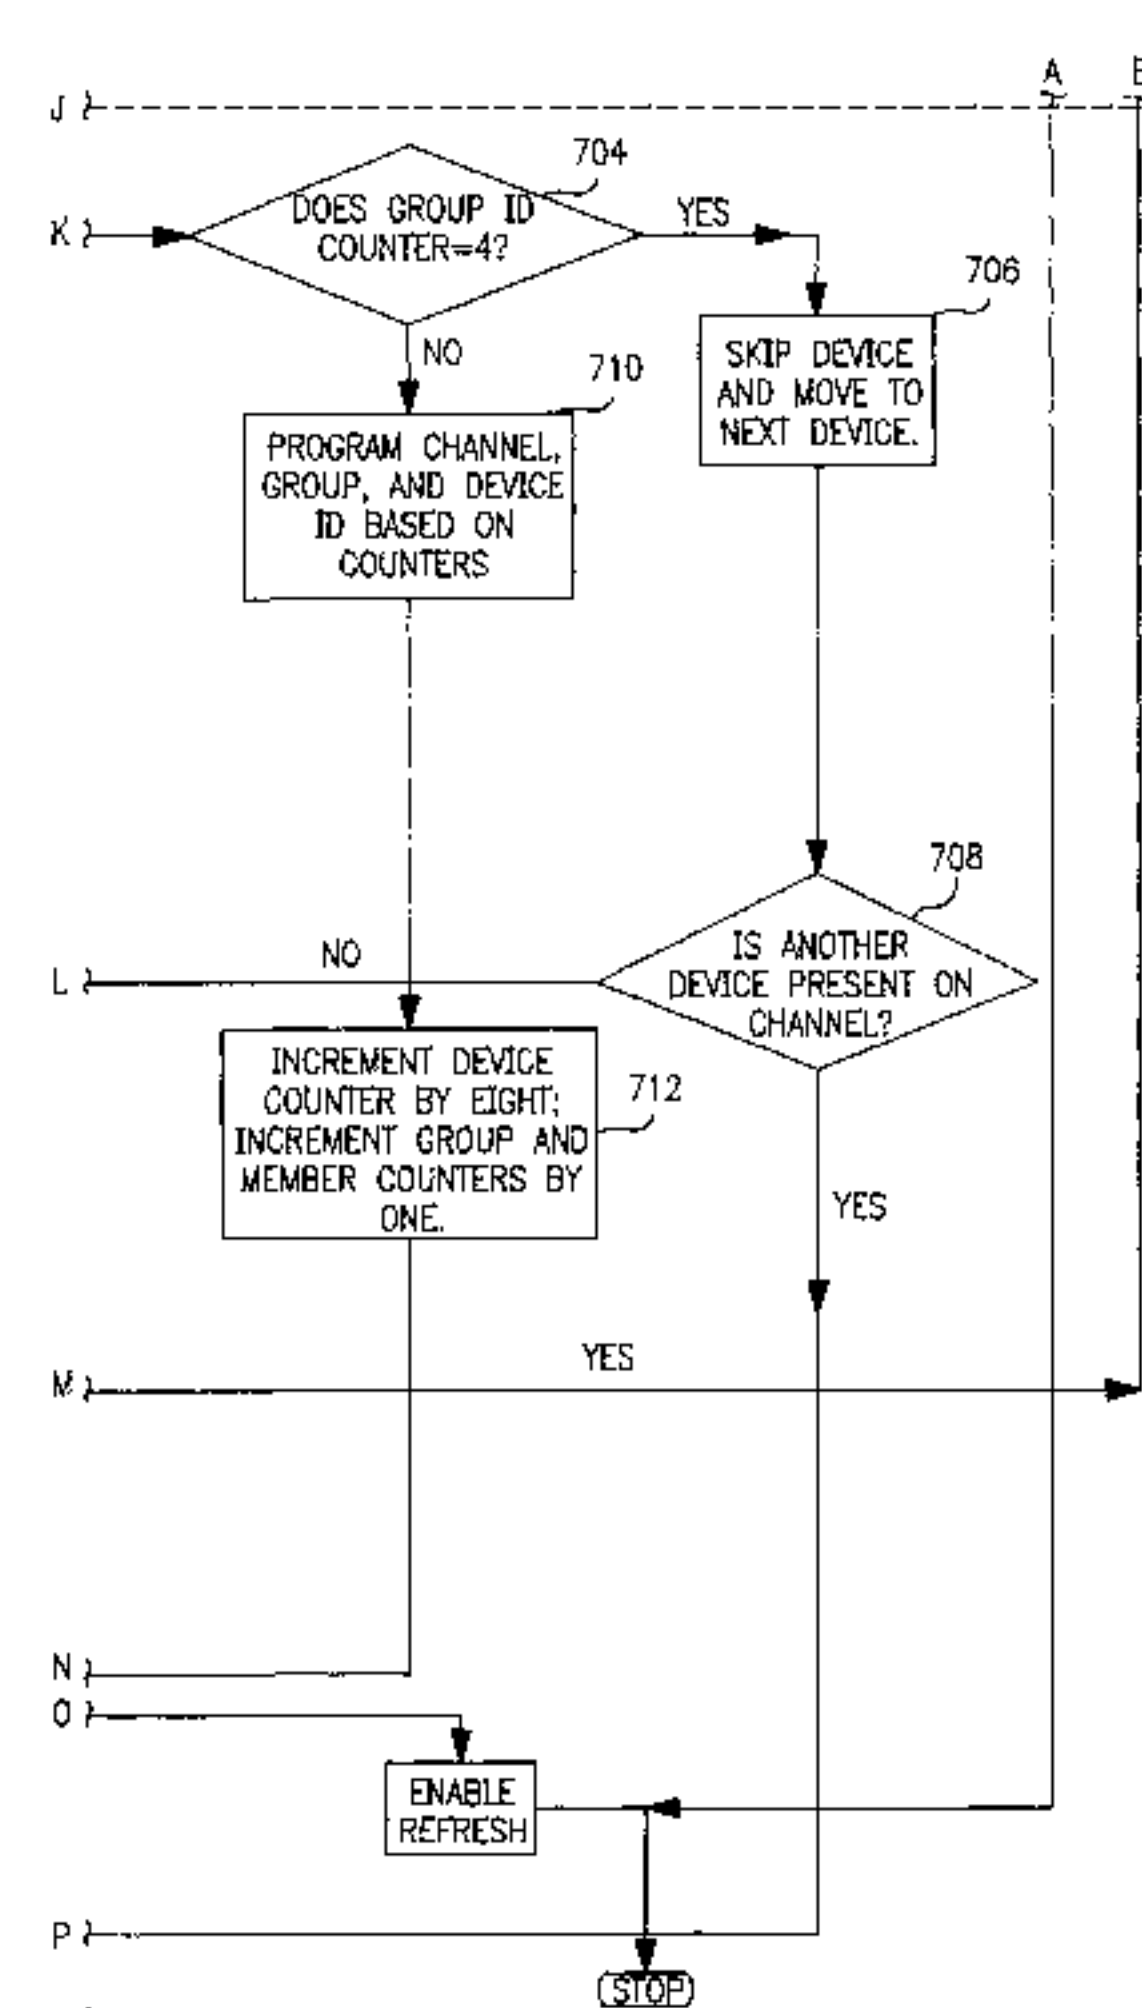 A
J
704
DOES GROUP ID
COUNTER=4?
K
YES
706
NO
SKIP DEVICE
AND MOVE TO
NEXT DEVICE.
710
PROGRAM CHANNEL,
GROUP, AND DEVICE
ID BASED ON
COUNTERS
708
IS ANOTHER
DEVICE PRESENT ON
CHANNEL?
NO
L
INCREMENT DEVICE
COUNTER BY EIGHT;
INCREMENT GROUP AND
MEMBER COUNTERS BY
ONE.
712
YES
YES
M
N
O
ENABLE
REFRESH
P
STOP